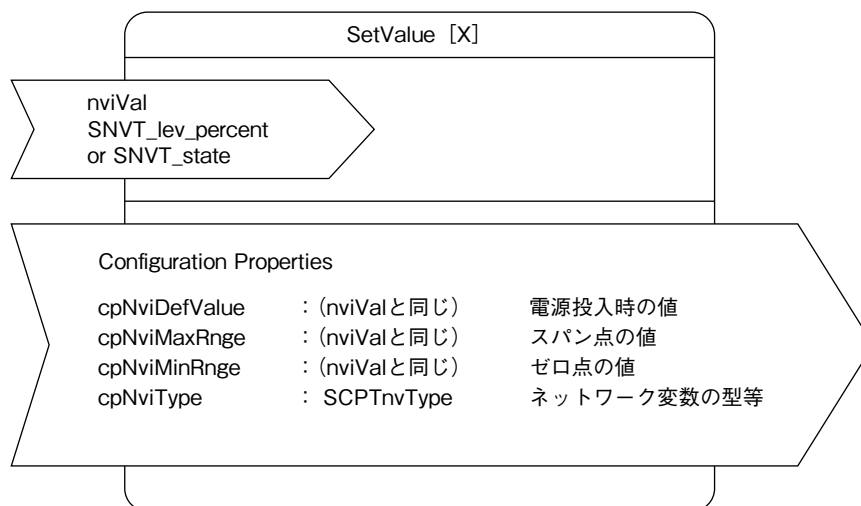 SetValue [X]
nviVal
SNVT_lev_percent
or SNVT_state
Configuration Properties
cpNviDefValue :(nviValと同じ) 電源投入時の値
cpNviMaxRnge :(nviValと同じ) スパン点の値
cpNviMinRnge :(nviValと同じ) ゼロ点の値
cpNviType : SCPTnvType ネットワーク変数の型等